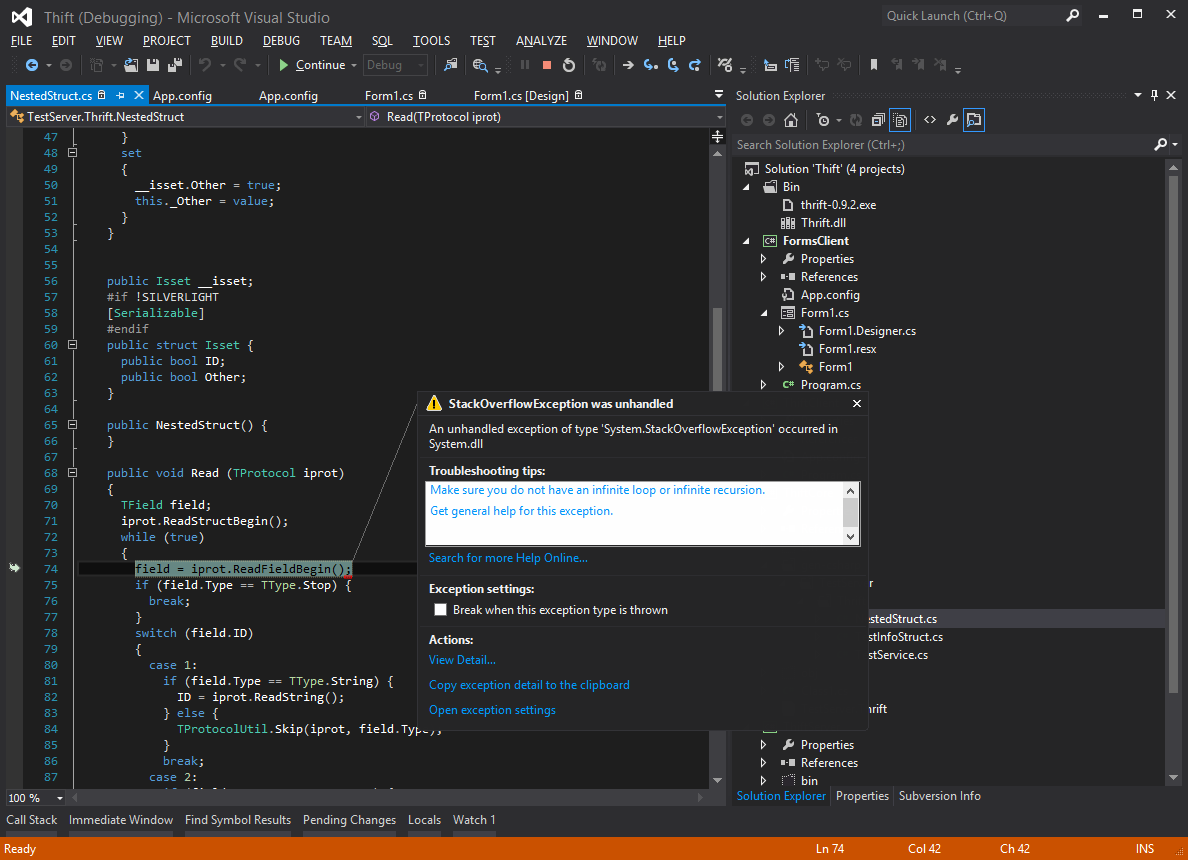 Thift (Debugging) - Microsoft Visual Studio
Quick Launch (Ctrl+Q)
FILE EDIT VIEW PROJECT BUILD DEBUG TEAM SQL TOOLS TEST ANALYZE WINDOW HELP
Continue Debug
NestedStruct.cs App.config App.config Form1.cs Form1.cs [Design]
TestServer.Thrift.NestedStruct Read(TProtocol iprot)
47 }
48 set
49 {
50 __isset.Other = true;
51 this._Other = value;
52 }
53 }
54
55
56 public Isset __isset;
57 #if !SILVERLIGHT
58 [Serializable]
59 #endif
60 public struct Isset {
61 public bool ID;
62 public bool Other;
63 }
64
65 public NestedStruct() {
66 }
67
68 public void Read (TProtocol iprot)
69 {
70 TField field;
71 iprot.ReadStructBegin();
72 while (true)
73 {
74 field = iprot.ReadFieldBegin();
75 if (field.Type == TType.Stop) {
76 break;
77 }
78 switch (field.ID)
79 {
80 case 1:
81 if (field.Type == TType.String) {
82 ID = iprot.ReadString();
83 } else {
84 TProtocolUtil.Skip(iprot, field.Type);
85 }
86 break;
87 case 2:
100 %
StackOverflowException was unhandled
An unhandled exception of type 'System.StackOverflowException' occurred in
System.dll
Troubleshooting tips:
Make sure you do not have an infinite loop or infinite recursion.
Get general help for this exception.
Search for more Help Online...
Exception settings:
Break when this exception type is thrown
Actions:
View Detail...
Copy exception detail to the clipboard
Open exception settings
Solution Explorer
Search Solution Explorer (Ctrl+;)
Solution 'Thift' (4 projects)
Bin
thrift-0.9.2.exe
Thrift.dll
C# FormsClient
Properties
References
App.config
Form1.cs
Form1.Designer.cs
Form1.resx
Form1
C# Program.cs
r
estedStruct.cs
stInfoStruct.cs
stService.cs
hrift
Properties
References
bin
Solution Explorer Properties Subversion Info
Call Stack Immediate Window Find Symbol Results Pending Changes Locals Watch 1
Ready Ln 74 Col 42 Ch 42 INS